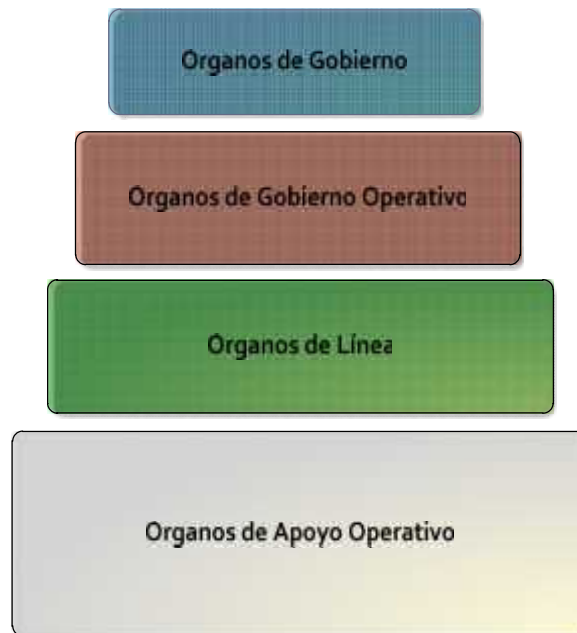 Organos de Gobierno
Organos de Gobierno Operativo
Organos de Línea
Organos de Apoyo Operativo